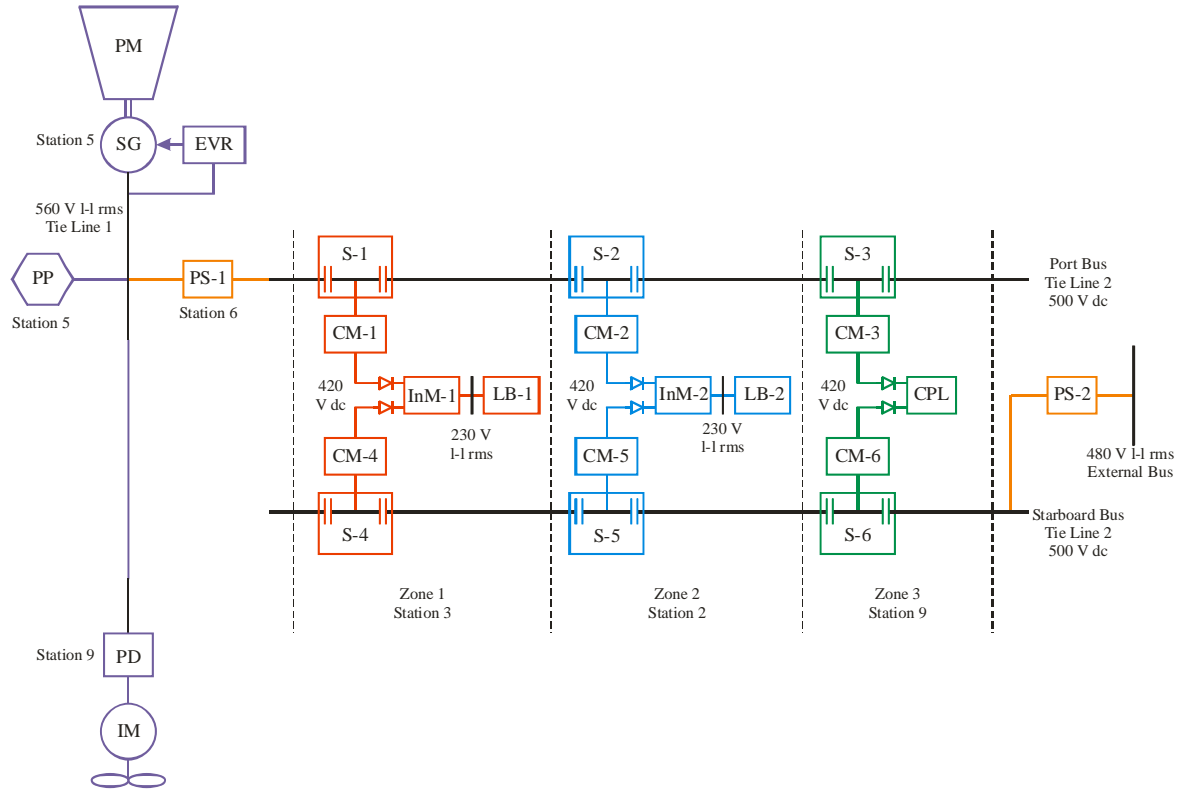 PM
Station 5
SG
EVR
560 V l-l rms
Tie Line 1
PP
Station 5
PS-1
Station 6
S-1
S-2
S-3
Port Bus
Tie Line 2
500 V dc
CM-1
CM-2
CM-3
420
V dc
InM-1
LB-1
420
V dc
InM-2
LB-2
420
V dc
CPL
PS-2
230 V
l-l rms
230 V
l-l rms
CM-4
CM-5
CM-6
480 V l-l rms
External Bus
S-4
S-5
S-6
Starboard Bus
Tie Line 2
500 V dc
Zone 1
Station 3
Zone 2
Station 2
Zone 3
Station 9
Station 9
PD
IM